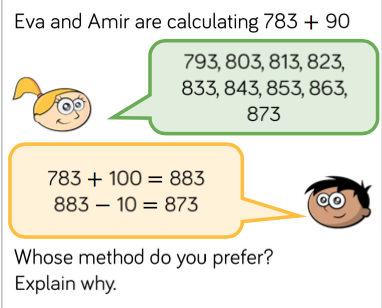 Eva and Amir are calculating 783 + 90
793, 803, 813, 823,
833, 843, 853, 863,
873
783 + 100 = 883
883 − 10 = 873
Whose method do you prefer?
Explain why.